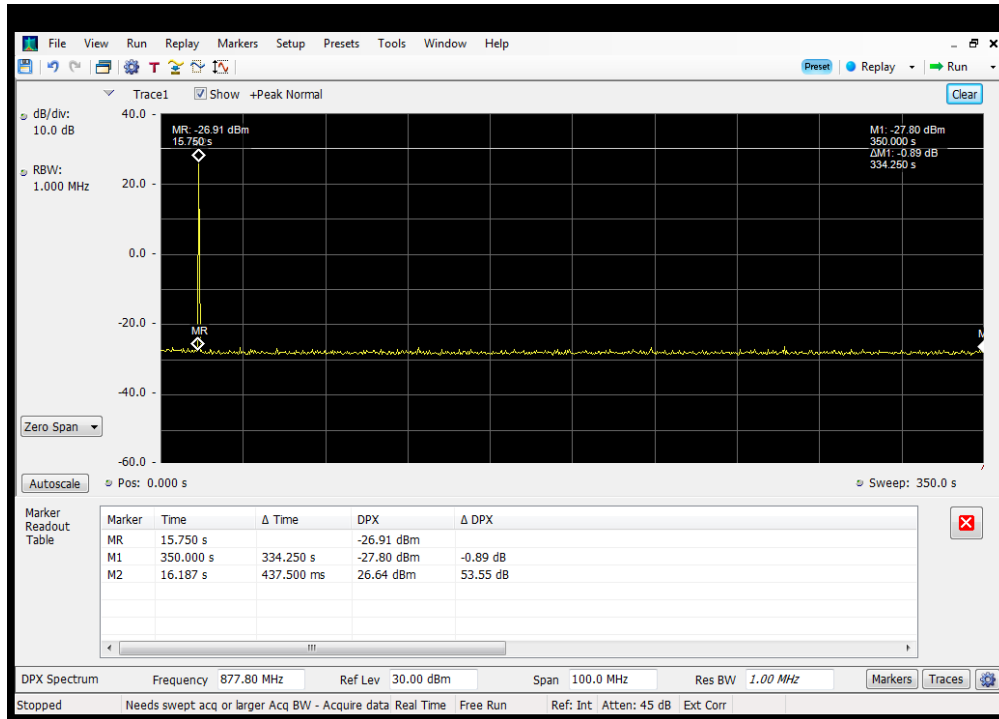 File View Run Replay Markers Setup Presets Tools Window Help
T Preset Replay Run
Trace1 Show +Peak Normal Clear
dB/div:
10.0 dB
RBW:
1.000 MHz
40.0
20.0
0.0
-20.0
-40.0
-60.0
MR: -26.91 dBm
15.750 s
M1: -27.80 dBm
350.000 s
ΔM1: -0.89 dB
334.250 s
MR
M
Zero Span
Autoscale Pos: 0.000 s Sweep: 350.0 s
Marker
Readout
Table
Marker Time Δ Time DPX Δ DPX
MR 15.750 s -26.91 dBm
M1 350.000 s 334.250 s -27.80 dBm -0.89 dB
M2 16.187 s 437.500 ms 26.64 dBm 53.55 dB
DPX Spectrum Frequency 877.80 MHz Ref Lev 30.00 dBm Span 100.0 MHz Res BW 1.00 MHz Markers Traces
Stopped Needs swept acq or larger Acq BW - Acquire data Real Time Free Run Ref: Int Atten: 45 dB Ext Corr